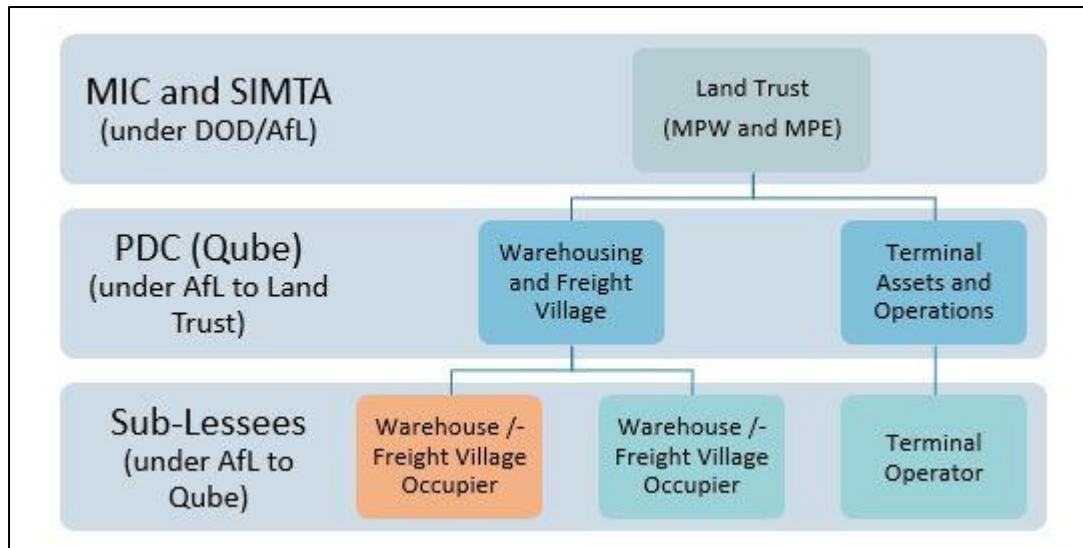 MIC and SIMTA
(under DOD/AfL)
Land Trust
(MPW and MPE)
PDC (Qube)
(under AfL to Land
Trust)
Warehousing
and Freight
Village
Terminal
Assets and
Operations
Sub-Lessees
(under AfL to
Qube)
Warehouse /-
Freight Village
Occupier
Warehouse /-
Freight Village
Occupier
Terminal
Operator